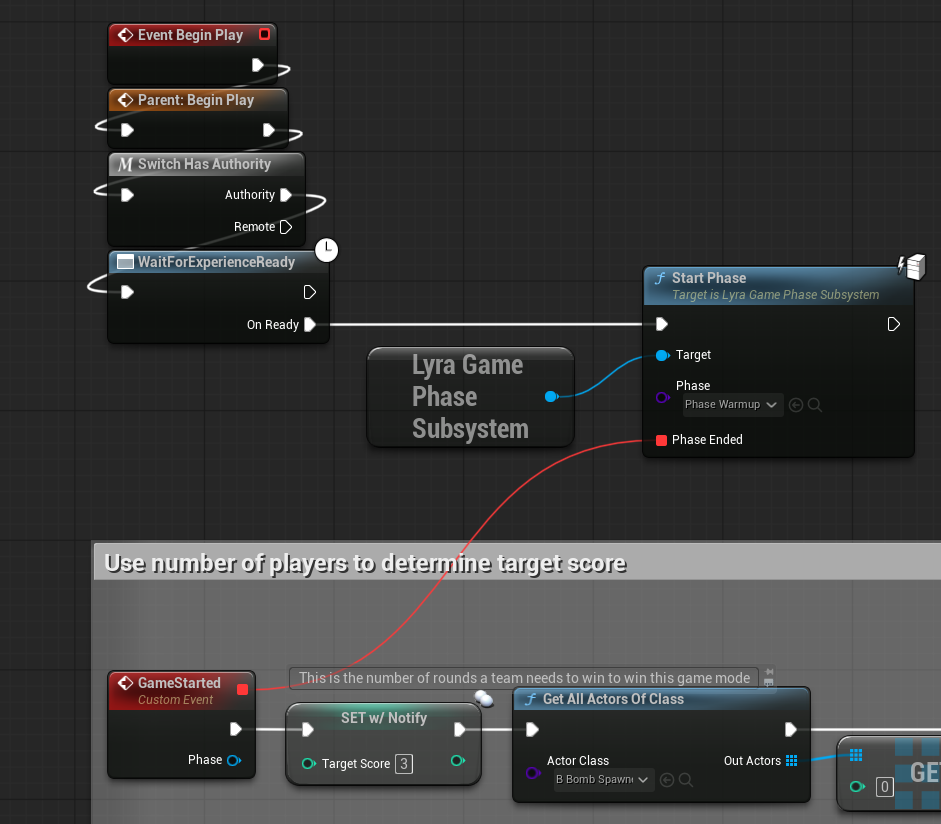 Event Begin Play
Parent: Begin Play
Switch Has Authority
Authority
Remote
WaitForExperienceReady
On Ready
Start Phase
Target is Lyra Game Phase Subsystem
Target
Phase
Phase Warmup
Phase Ended
Lyra Game
Phase
Subsystem
Use number of players to determine target score
This is the number of rounds a team needs to win to win this game mode
GameStarted
Custom Event
Phase
SET w/ Notify
Target Score 3
Get All Actors Of Class
Actor Class
B Bomb Spawn
Out Actors
GE
0